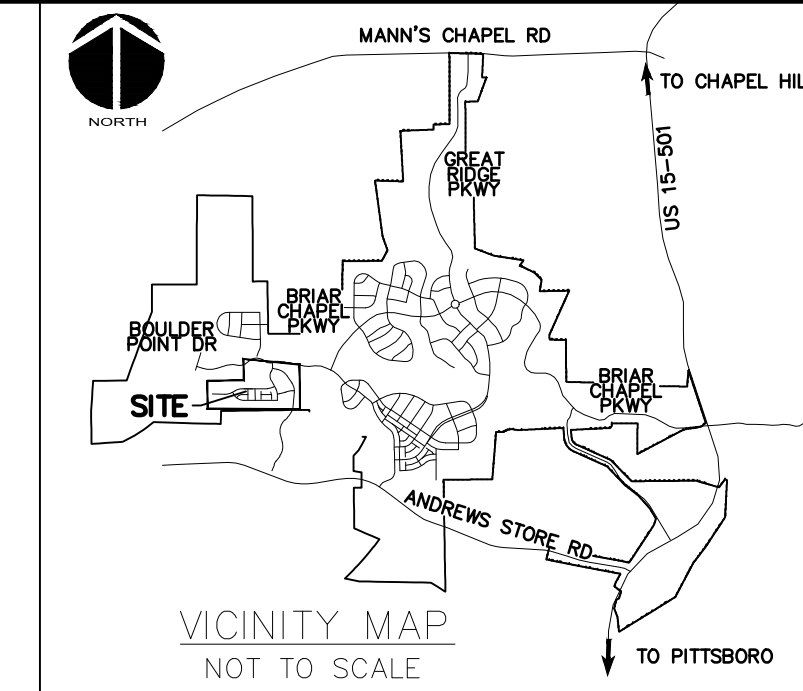 MANN'S CHAPEL RD
TO CHAPEL HIL
NORTH
US 15-501
GREAT
RIDGE
PKWY
BRIAR
CHAPEL
PKWY
BOULDER
POINT DR
SITE
BRIAR
CHAPEL
PKWY
ANDREWS STORE RD
VICINITY MAP
NOT TO SCALE
TO PITTSBORO